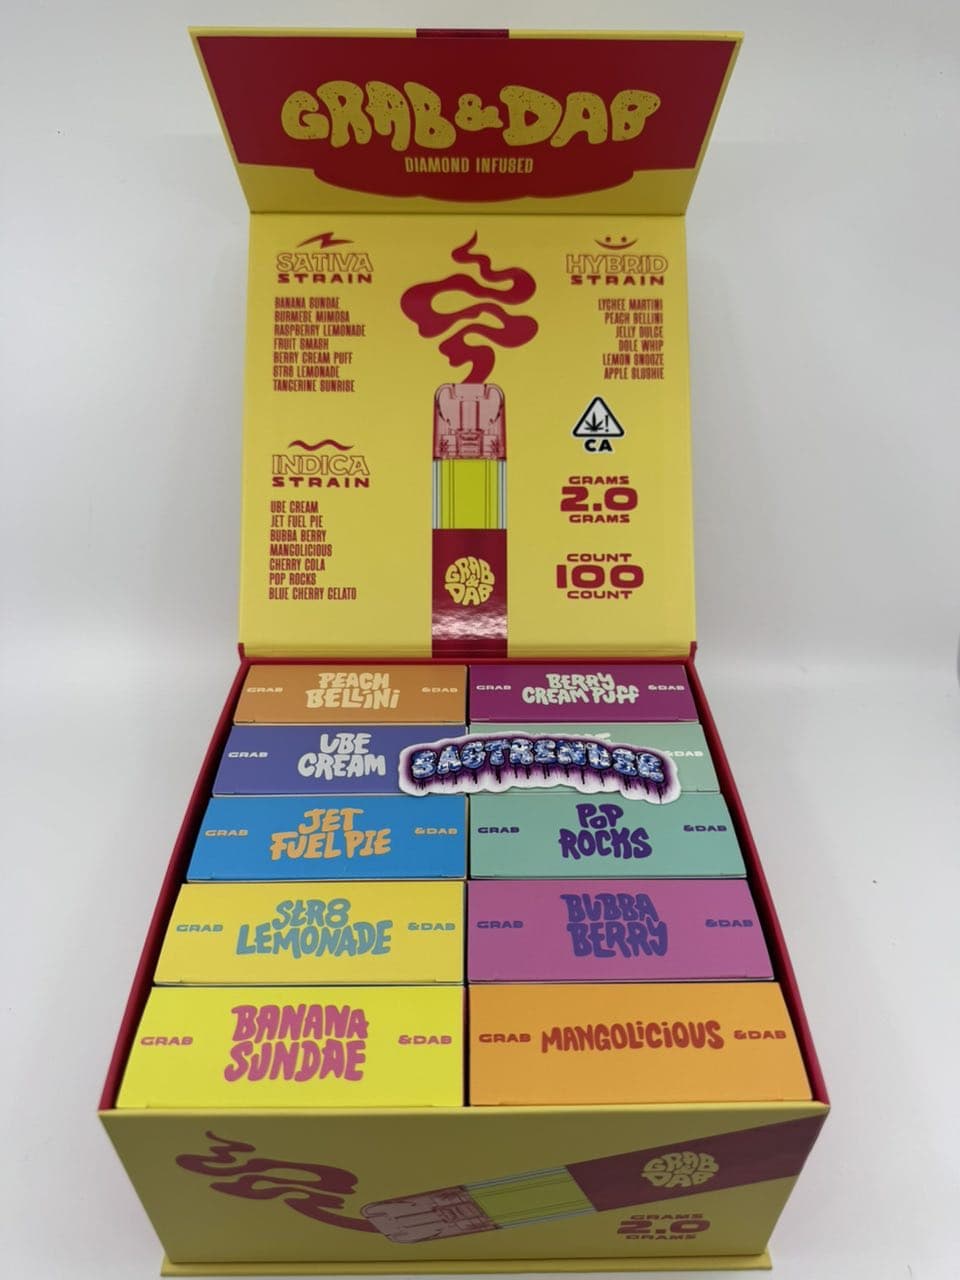 GRAB & DAB
DIAMOND INFUSED
SATIVA
STRAIN
BANANA SUNDAE
BURMESE MIMOSA
RASPBERRY LEMONADE
FRUIT SMASH
BERRY CREAM PUFF
STR8 LEMONADE
TANGERINE SUNRISE
HYBRID
STRAIN
LYCHEE MARTINI
PEACH BELLINI
JELLY DULCE
DOLE WHIP
LEMON SNOOZE
APPLE SLUSHIE
CA
GRAMS
2.0
GRAMS
COUNT
100
COUNT
INDICA
STRAIN
UBE CREAM
JET FUEL PIE
BUBBA BERRY
MANGOLICIOUS
CHERRY COLA
POP ROCKS
BLUE CHERRY GELATO
GRAB
&
DAB
GRAB
PEACH
BELLINI
&DAB
GRAB
BERRY
CREAM PUFF
&DAB
GRAB
UBE
CREAM
SACTRENDSR
&DAB
GRAB
JET
FUEL PIE
&DAB
GRAB
POP
ROCKS
&DAB
GRAB
STR8
LEMONADE
&DAB
GRAB
BUBBA
BERRY
&DAB
GRAB
BANANA
SUNDAE
&DAB
GRAB
MANGOLICIOUS
&DAB
GRAB
&
DAB
GRAMS
2.0
GRAMS